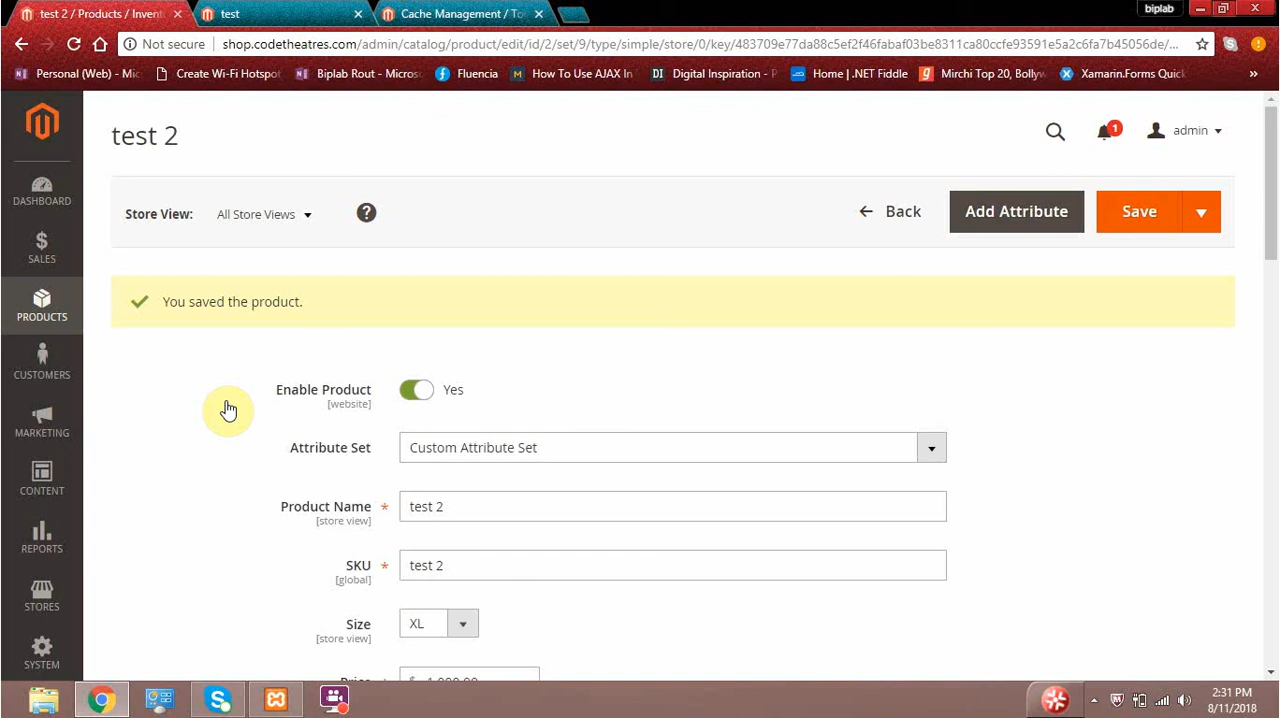 biplab
test 2 / Products / Invent
test
Cache Management / To
Not secure
shop.codetheatres.com/admin/catalog/product/edit/id/2/set/9/type/simple/store/0/key/483709e77da88c5ef2f46fabaf03be8311ca80ccfe93591e5a2c6fa7b45056de/...
Personal (Web) - Mic
Create Wi-Fi Hotspot
Biplab Rout - Micros
Fluencia
How To Use AJAX In
Digital Inspiration - P
Home | .NET Fiddle
Mirchi Top 20, Bolly
Xamarin.Forms Quick
»
test 2
1
admin
DASHBOARD
SALES
PRODUCTS
CUSTOMERS
MARKETING
CONTENT
REPORTS
STORES
SYSTEM
Store View:
All Store Views
?
Back
Add Attribute
Save
You saved the product.
Enable Product
[website]
Yes
Attribute Set
Custom Attribute Set
Product Name *
[store view]
test 2
SKU *
[global]
test 2
Size
[store view]
XL
2:31 PM
8/11/2018